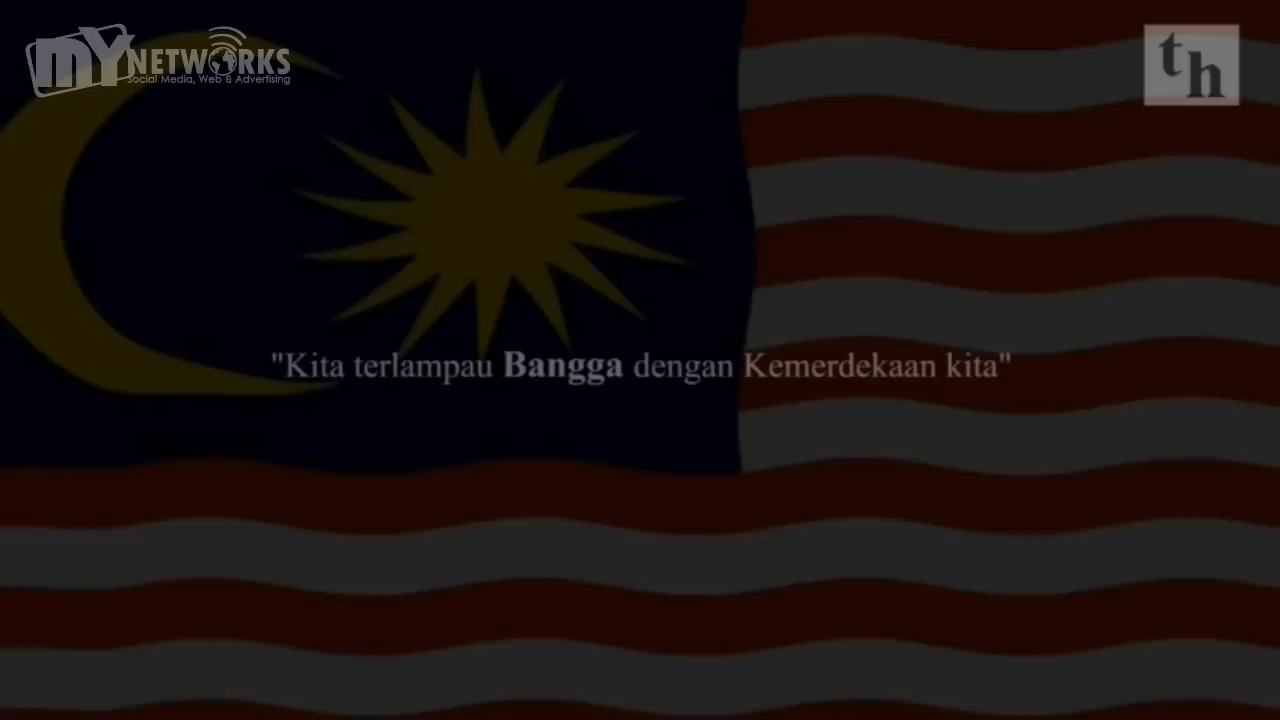 mY NETWORKS
Social Media, Web & Advertising
th
"Kita terlampau Bangga dengan Kemerdekaan kita"